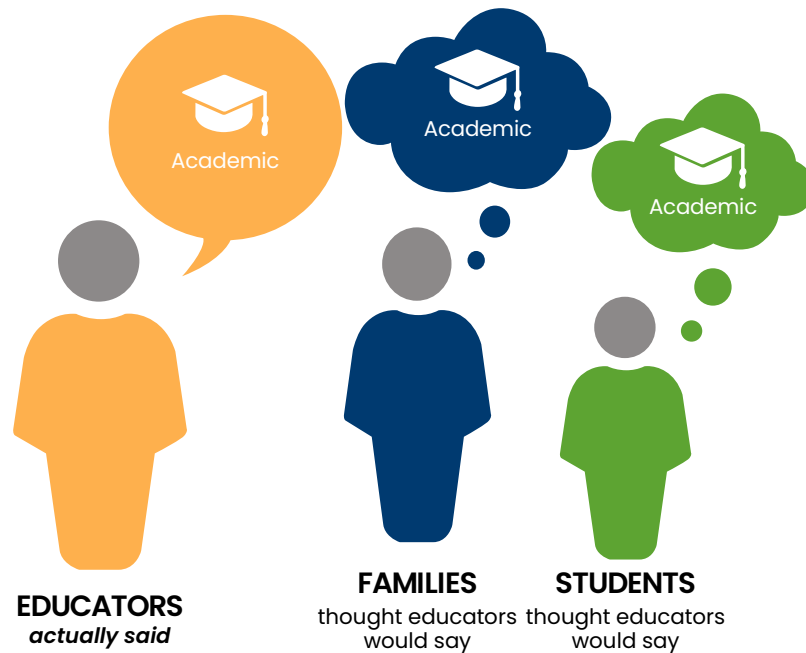 Academic
Academic
Academic
EDUCATORS
actually said
FAMILIES
thought educators
would say
STUDENTS
thought educators
would say